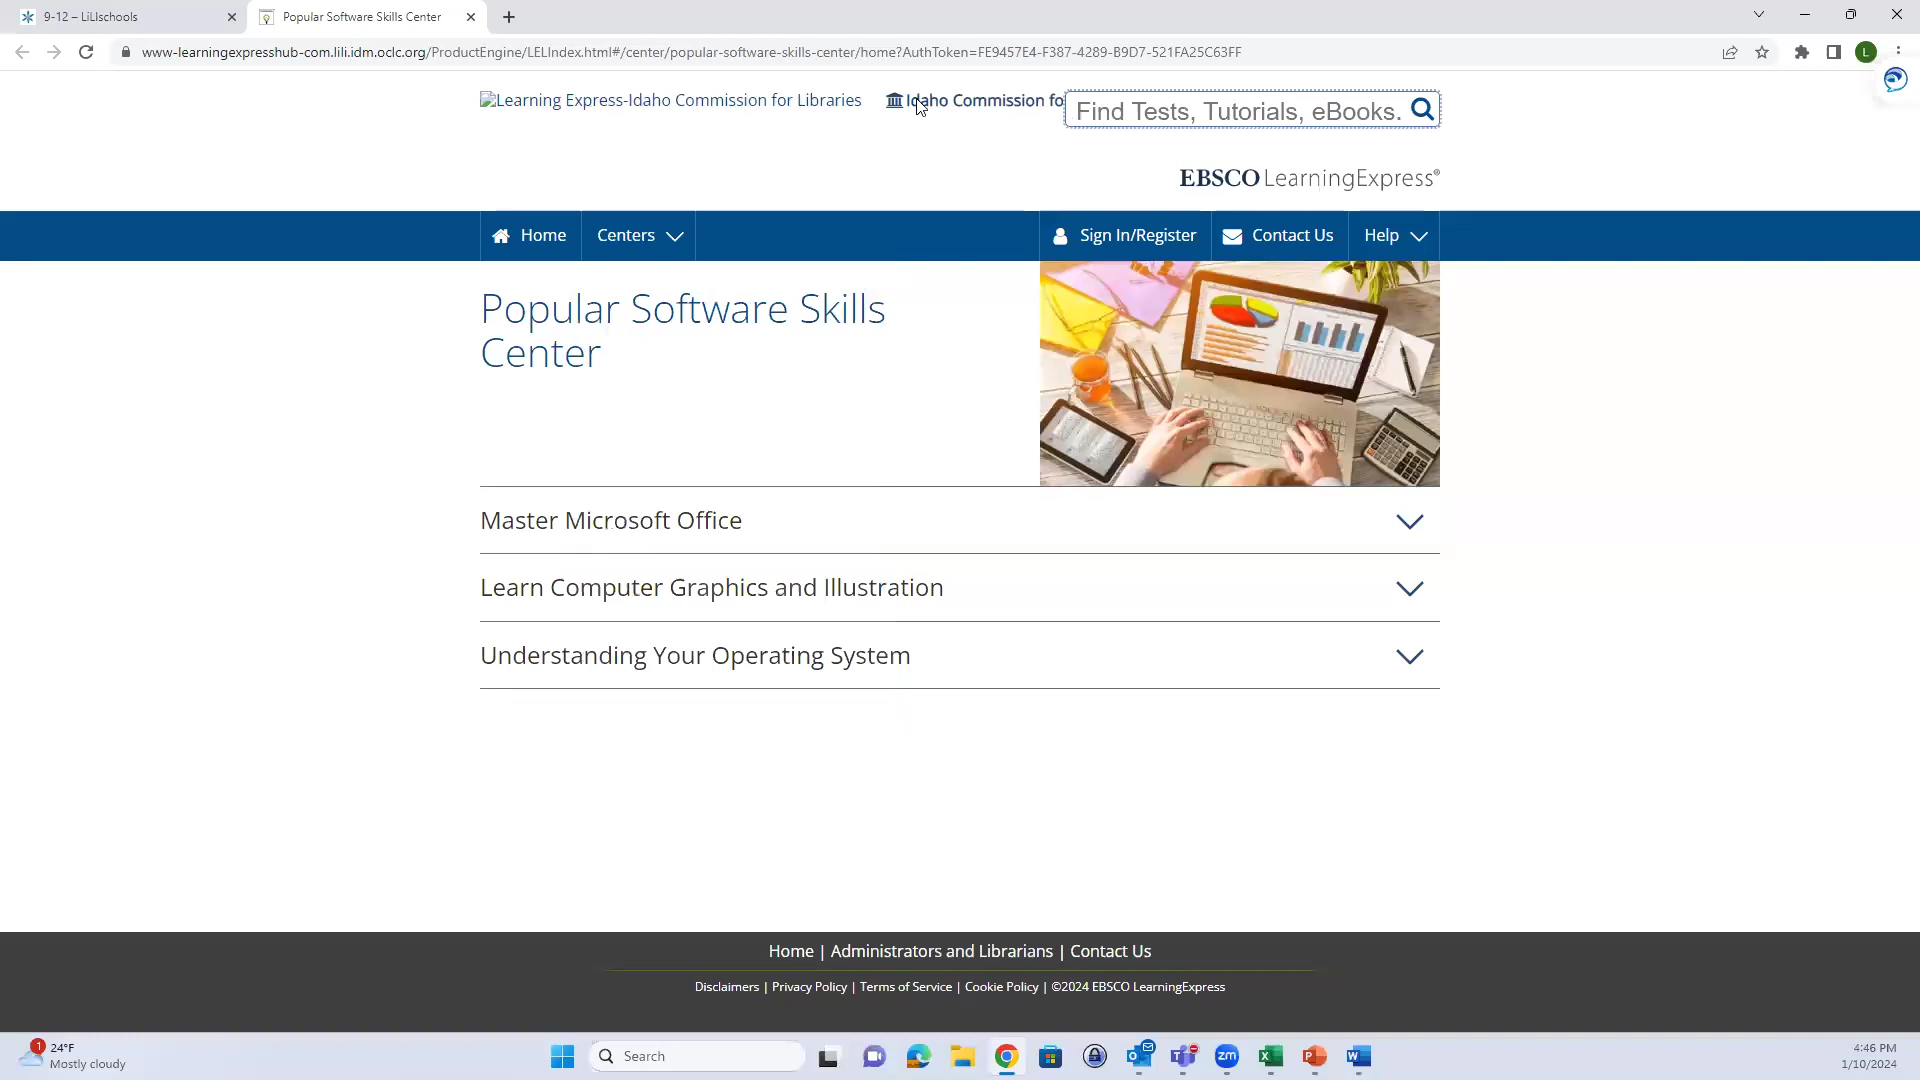 9-12 – LiLIschools
Popular Software Skills Center
www-learningexpresshub-com.lili.idm.oclc.org/ProductEngine/LELIndex.html#/center/popular-software-skills-center/home?AuthToken=FE9457E4-F387-4289-B9D7-521FA25C63FF
L
Learning Express-Idaho Commission for Libraries
Idaho Commission fo
Find Tests, Tutorials, eBooks.
EBSCO LearningExpress®
Home
Centers
Sign In/Register
Contact Us
Help
Popular Software Skills
Center
Master Microsoft Office
Learn Computer Graphics and Illustration
Understanding Your Operating System
Home | Administrators and Librarians | Contact Us
Disclaimers | Privacy Policy | Terms of Service | Cookie Policy | ©2024 EBSCO LearningExpress
1
24°F
Mostly cloudy
Search
zm
4:46 PM
1/10/2024